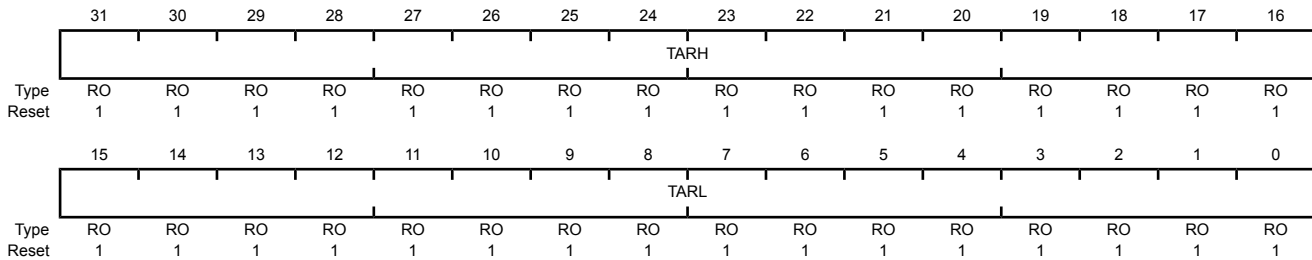 31 30 29 28 27 26 25 24 23 22 21 20 19 18 17 16
TARH
Type RO RO RO RO RO RO RO RO RO RO RO RO RO RO RO RO
Reset 1 1 1 1 1 1 1 1 1 1 1 1 1 1 1 1
15 14 13 12 11 10 9 8 7 6 5 4 3 2 1 0
TARL
Type RO RO RO RO RO RO RO RO RO RO RO RO RO RO RO RO
Reset 1 1 1 1 1 1 1 1 1 1 1 1 1 1 1 1